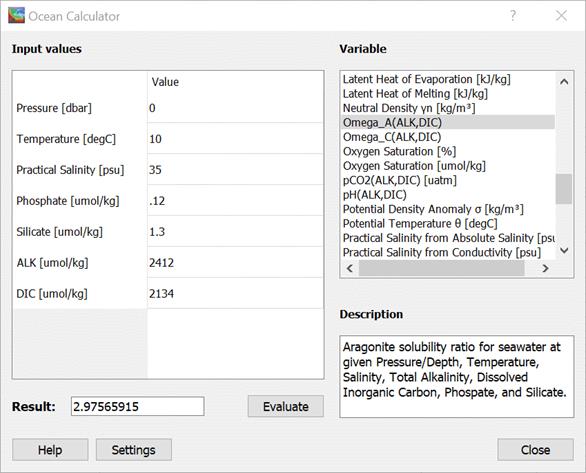 Ocean Calculator
?
Input values
Value
Pressure [dbar] 0
Temperature [degC] 10
Practical Salinity [psu] 35
Phosphate [umol/kg] .12
Silicate [umol/kg] 1.3
ALK [umol/kg] 2412
DIC [umol/kg] 2134
Result: 2.97565915
Evaluate
Help
Settings
Variable
Latent Heat of Evaporation [kJ/kg]
Latent Heat of Melting [kJ/kg]
Neutral Density γn [kg/m³]
Omega_A(ALK,DIC)
Omega_C(ALK,DIC)
Oxygen Saturation [%]
Oxygen Saturation [umol/kg]
pCO2(ALK,DIC) [uatm]
pH(ALK,DIC)
Potential Density Anomaly σ [kg/m³]
Potential Temperature θ [degC]
Practical Salinity from Absolute Salinity [psu
Practical Salinity from Conductivity [psu]
Description
Aragonite solubility ratio for seawater at
given Pressure/Depth, Temperature,
Salinity, Total Alkalinity, Dissolved
Inorganic Carbon, Phospate, and Silicate.
Close